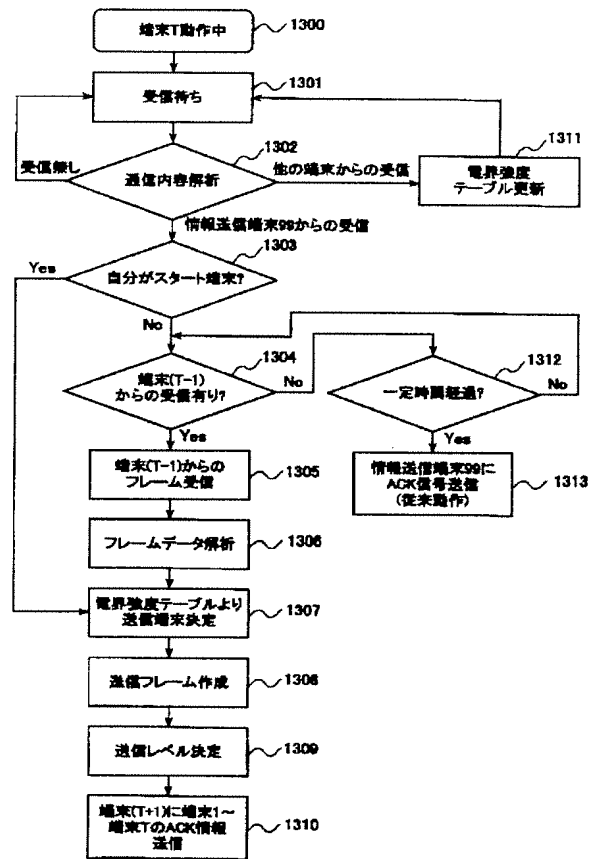 端末T動作中
1300
受信待ち
1301
受信無し
通信内容解析
1302
他の端末からの受信
電界強度
テーブル更新
1311
情報送信端末99からの受信
1303
Yes
自分がスタート端末?
No
1304
端末(T-1)
からの受信有り?
No
1312
一定時間経過?
No
Yes
Yes
端末(T-1)からの
フレーム受信
1305
情報送信端末99に
ACK信号送信
(従来動作)
1313
フレームデータ解析
1306
電界強度テーブルより
送信端末決定
1307
送信フレーム作成
1308
送信レベル決定
1309
端末(T+1)に端末1~
端末TのACK情報
送信
1310